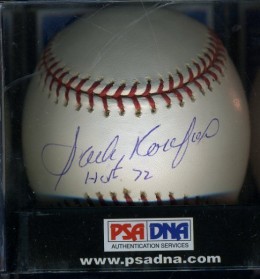 Sandy Koufax
HOF 72
PSA DNA
AUTHENTICATION SERVICES
www.psadna.com